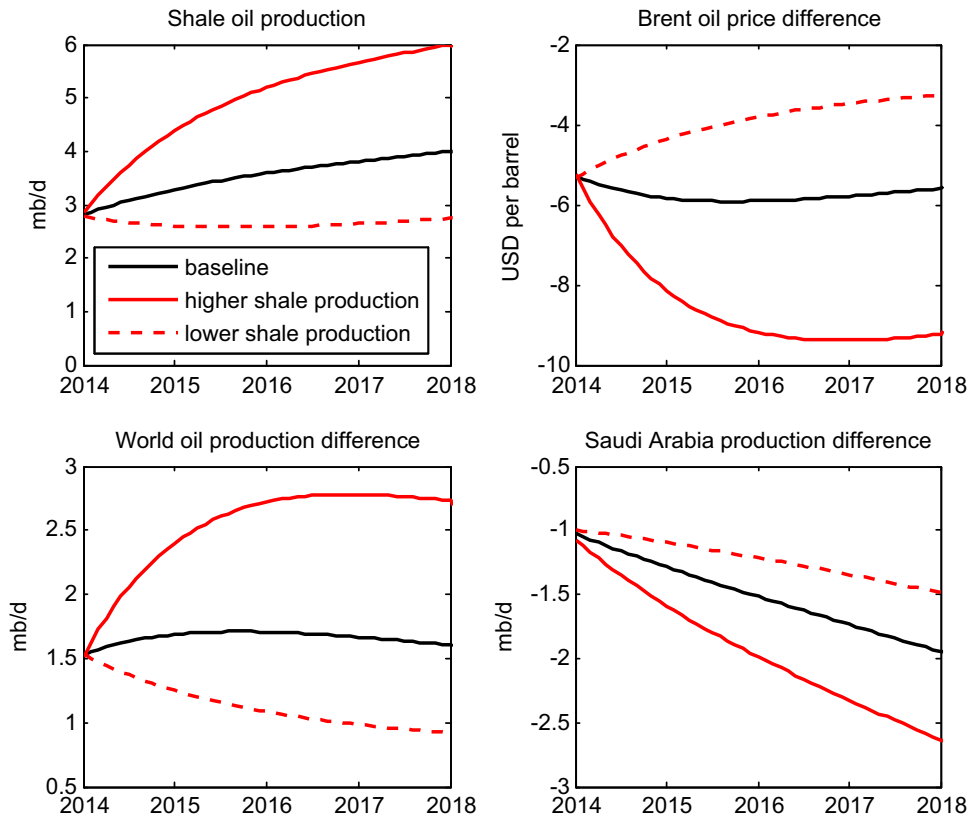 Shale oil production
6
5
4
3
2
1
0
mb/d
baseline
higher shale production
lower shale production
2014 2015 2016 2017 2018
Brent oil price difference
-2
-4
-6
-8
-10
USD per barrel
2014 2015 2016 2017 2018
World oil production difference
3
2.5
2
1.5
1
0.5
mb/d
2014 2015 2016 2017 2018
Saudi Arabia production difference
-0.5
-1
-1.5
-2
-2.5
-3
mb/d
2014 2015 2016 2017 2018